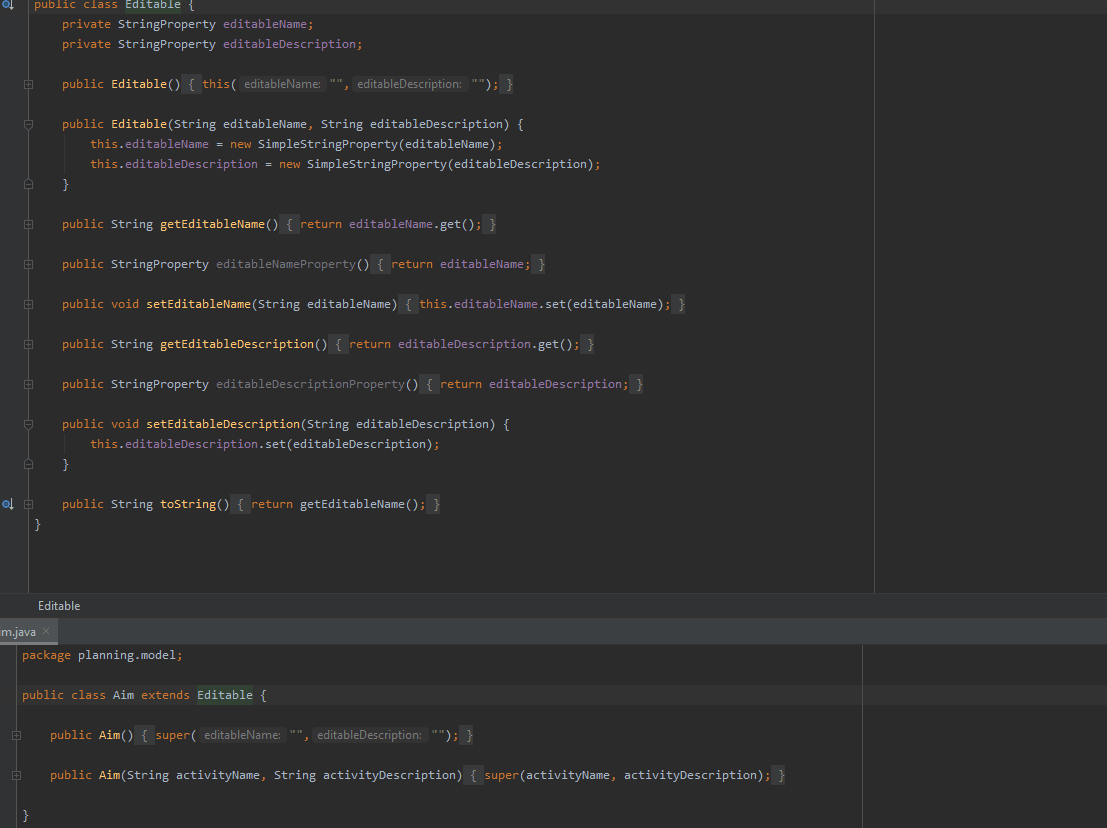 public class Editable {
private StringProperty editableName;
private StringProperty editableDescription;
public Editable() { this( editableName: "", editableDescription: ""); }
public Editable(String editableName, String editableDescription) {
this.editableName = new SimpleStringProperty(editableName);
this.editableDescription = new SimpleStringProperty(editableDescription);
}
public String getEditableName() { return editableName.get(); }
public StringProperty editableNameProperty() { return editableName; }
public void setEditableName(String editableName) { this.editableName.set(editableName); }
public String getEditableDescription() { return editableDescription.get(); }
public StringProperty editableDescriptionProperty() { return editableDescription; }
public void setEditableDescription(String editableDescription) {
this.editableDescription.set(editableDescription);
}
public String toString() { return getEditableName(); }
}
Editable
im.java
package planning.model;
public class Aim extends Editable {
public Aim() { super( editableName: "", editableDescription: ""); }
public Aim(String activityName, String activityDescription) { super(activityName, activityDescription); }
}